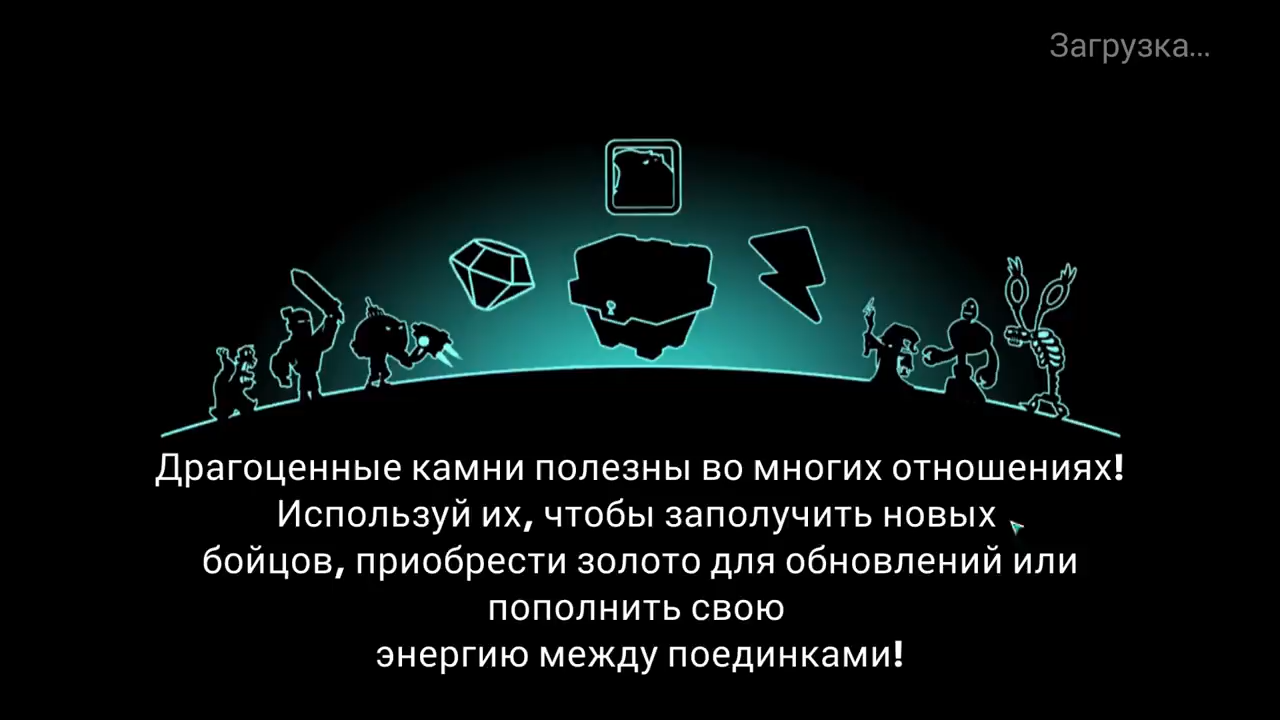 Загрузка...
Драгоценные камни полезны во многих отношениях!
Используй их, чтобы заполучить новых
бойцов, приобрести золото для обновлений или
пополнить свою
энергию между поединками!